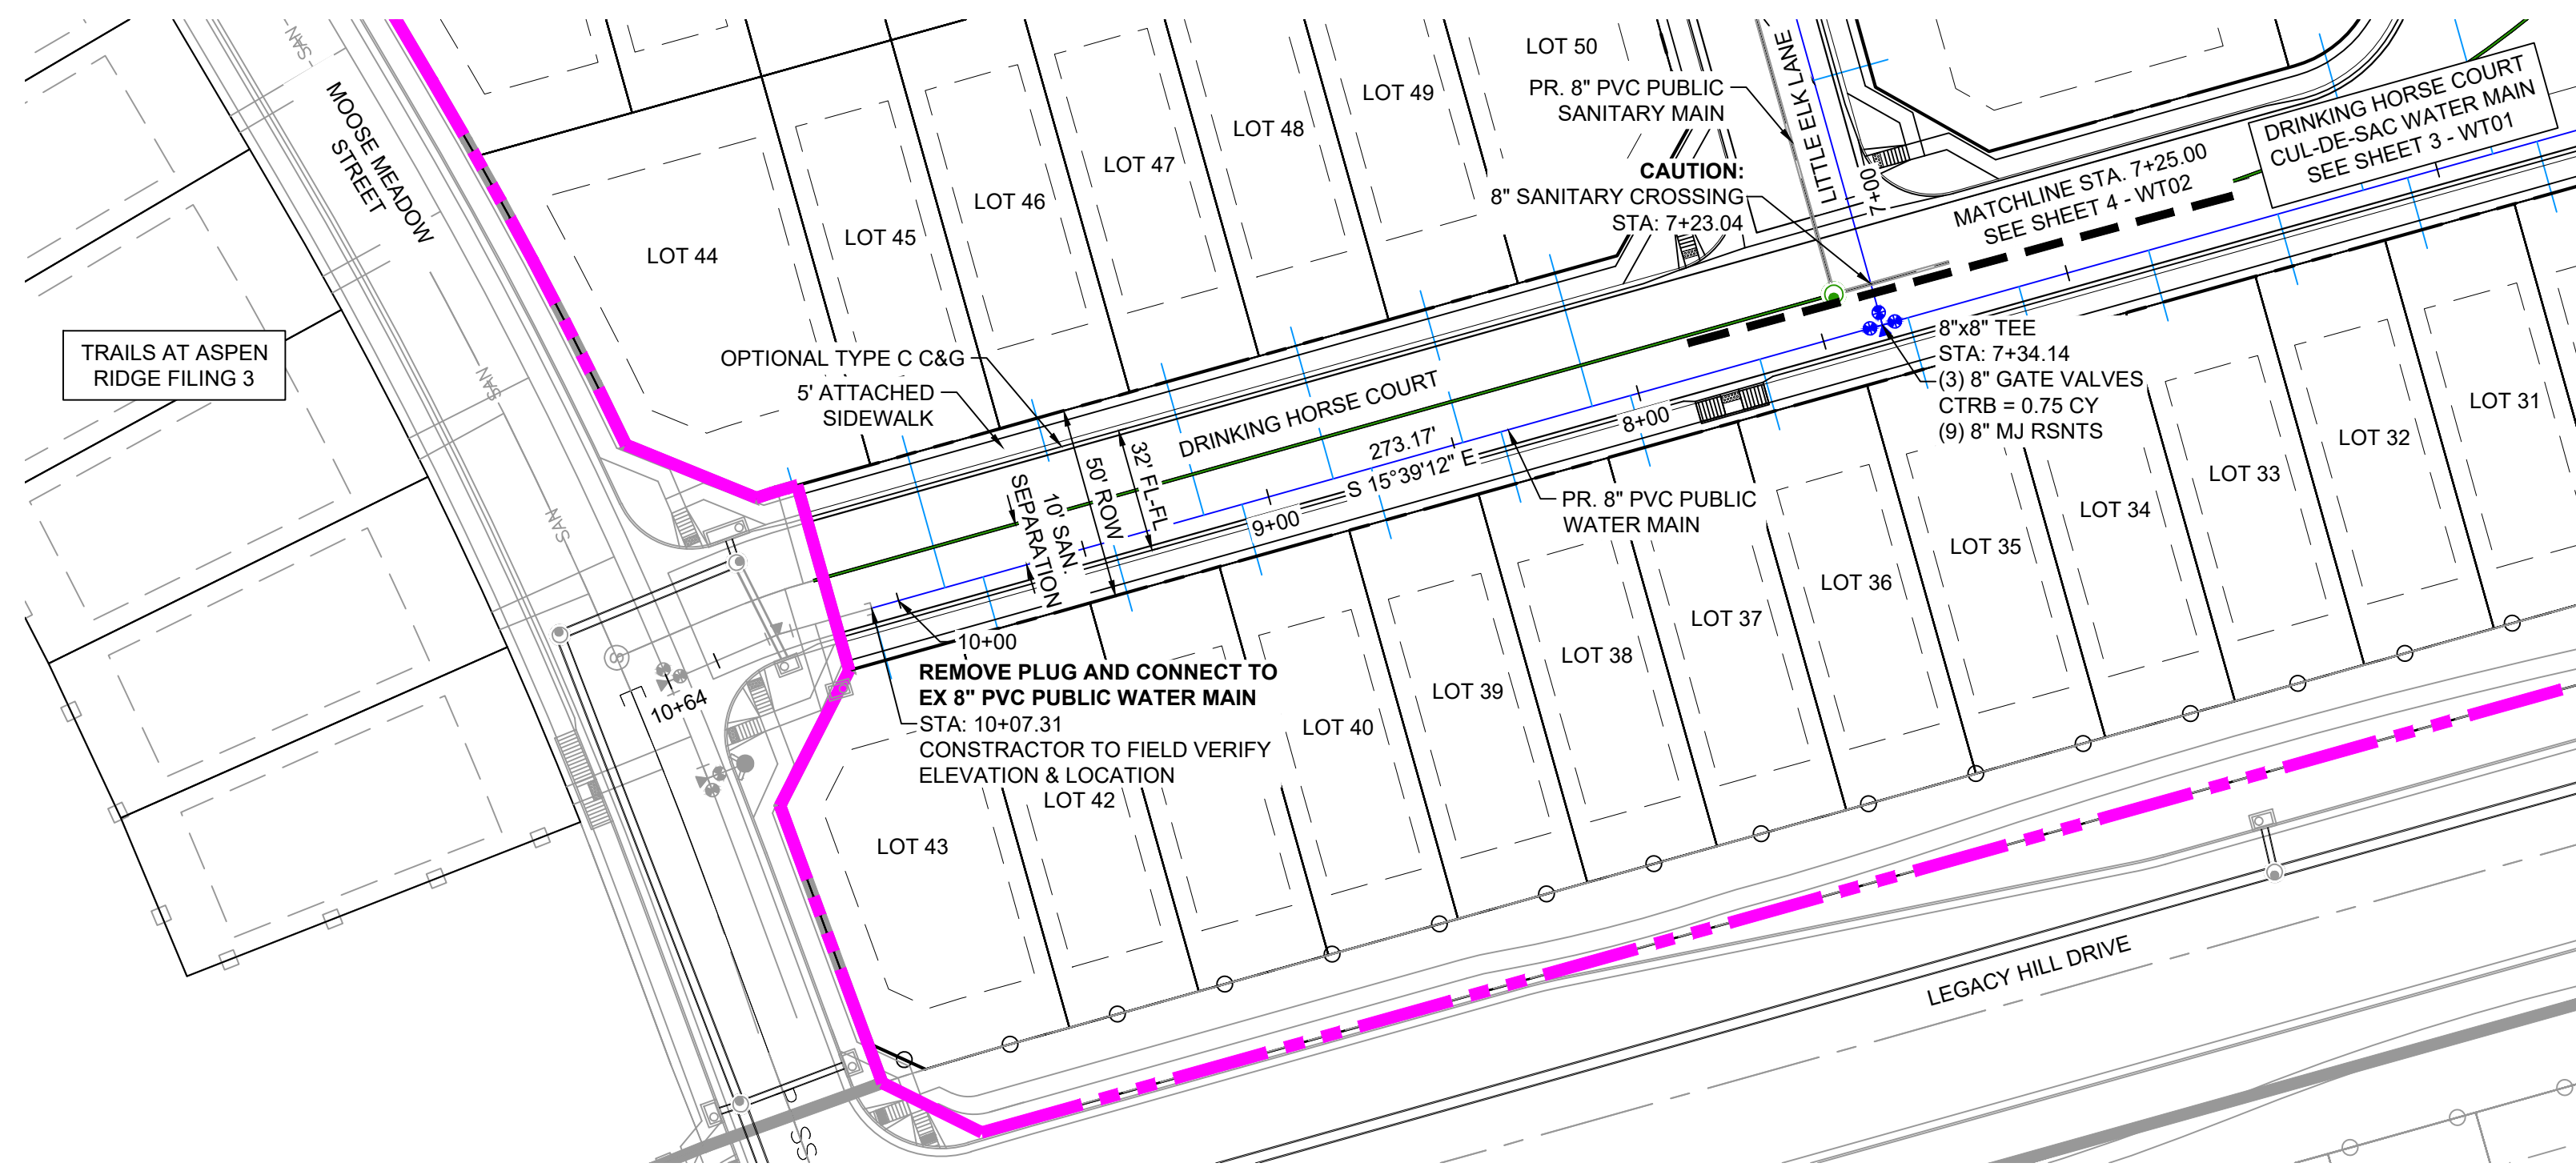 SAN
MOOSE MEADOW
STREET
TRAILS AT ASPEN
RIDGE FILING 3
SAN
SAN
LOT 44
LOT 45
LOT 46
LOT 47
LOT 48
LOT 49
LOT 50
PR. 8" PVC PUBLIC
SANITARY MAIN
CAUTION:
8" SANITARY CROSSING
STA: 7+23.04
LITTLE ELK LANE
7+00
MATCHLINE STA. 7+25.00
SEE SHEET 4 - WT02
DRINKING HORSE COURT
CUL-DE-SAC WATER MAIN
SEE SHEET 3 - WT01
OPTIONAL TYPE C C&G
5' ATTACHED
SIDEWALK
DRINKING HORSE COURT
32' FL-FL
50' ROW
10' SAN.
SEPARATION
273.17'
S 15°39'12" E
8+00
9+00
8"x8" TEE
STA: 7+34.14
(3) 8" GATE VALVES
CTRB = 0.75 CY
(9) 8" MJ RSNTS
PR. 8" PVC PUBLIC
WATER MAIN
10+00
REMOVE PLUG AND CONNECT TO
EX 8" PVC PUBLIC WATER MAIN
STA: 10+07.31
CONSTRACTOR TO FIELD VERIFY
ELEVATION & LOCATION
10+64
S
LOT 31
LOT 32
LOT 33
LOT 34
LOT 35
LOT 36
LOT 37
LOT 38
LOT 39
LOT 40
LOT 42
LOT 43
LEGACY HILL DRIVE
SS